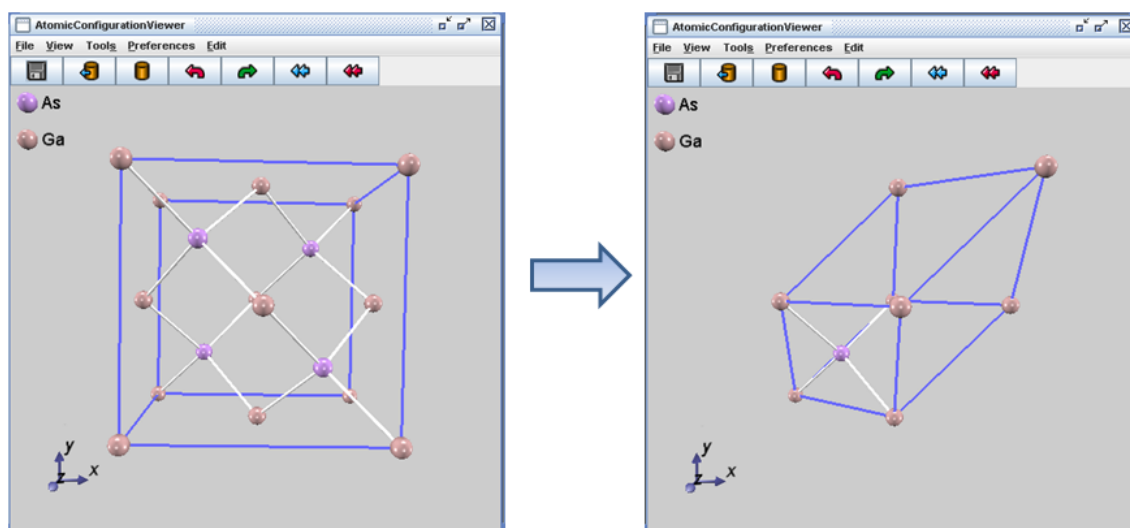 AtomicConfigurationViewer
File View Tools Preferences Edit
As
Ga
y
z x
AtomicConfigurationViewer
File View Tools Preferences Edit
As
Ga
y
z x